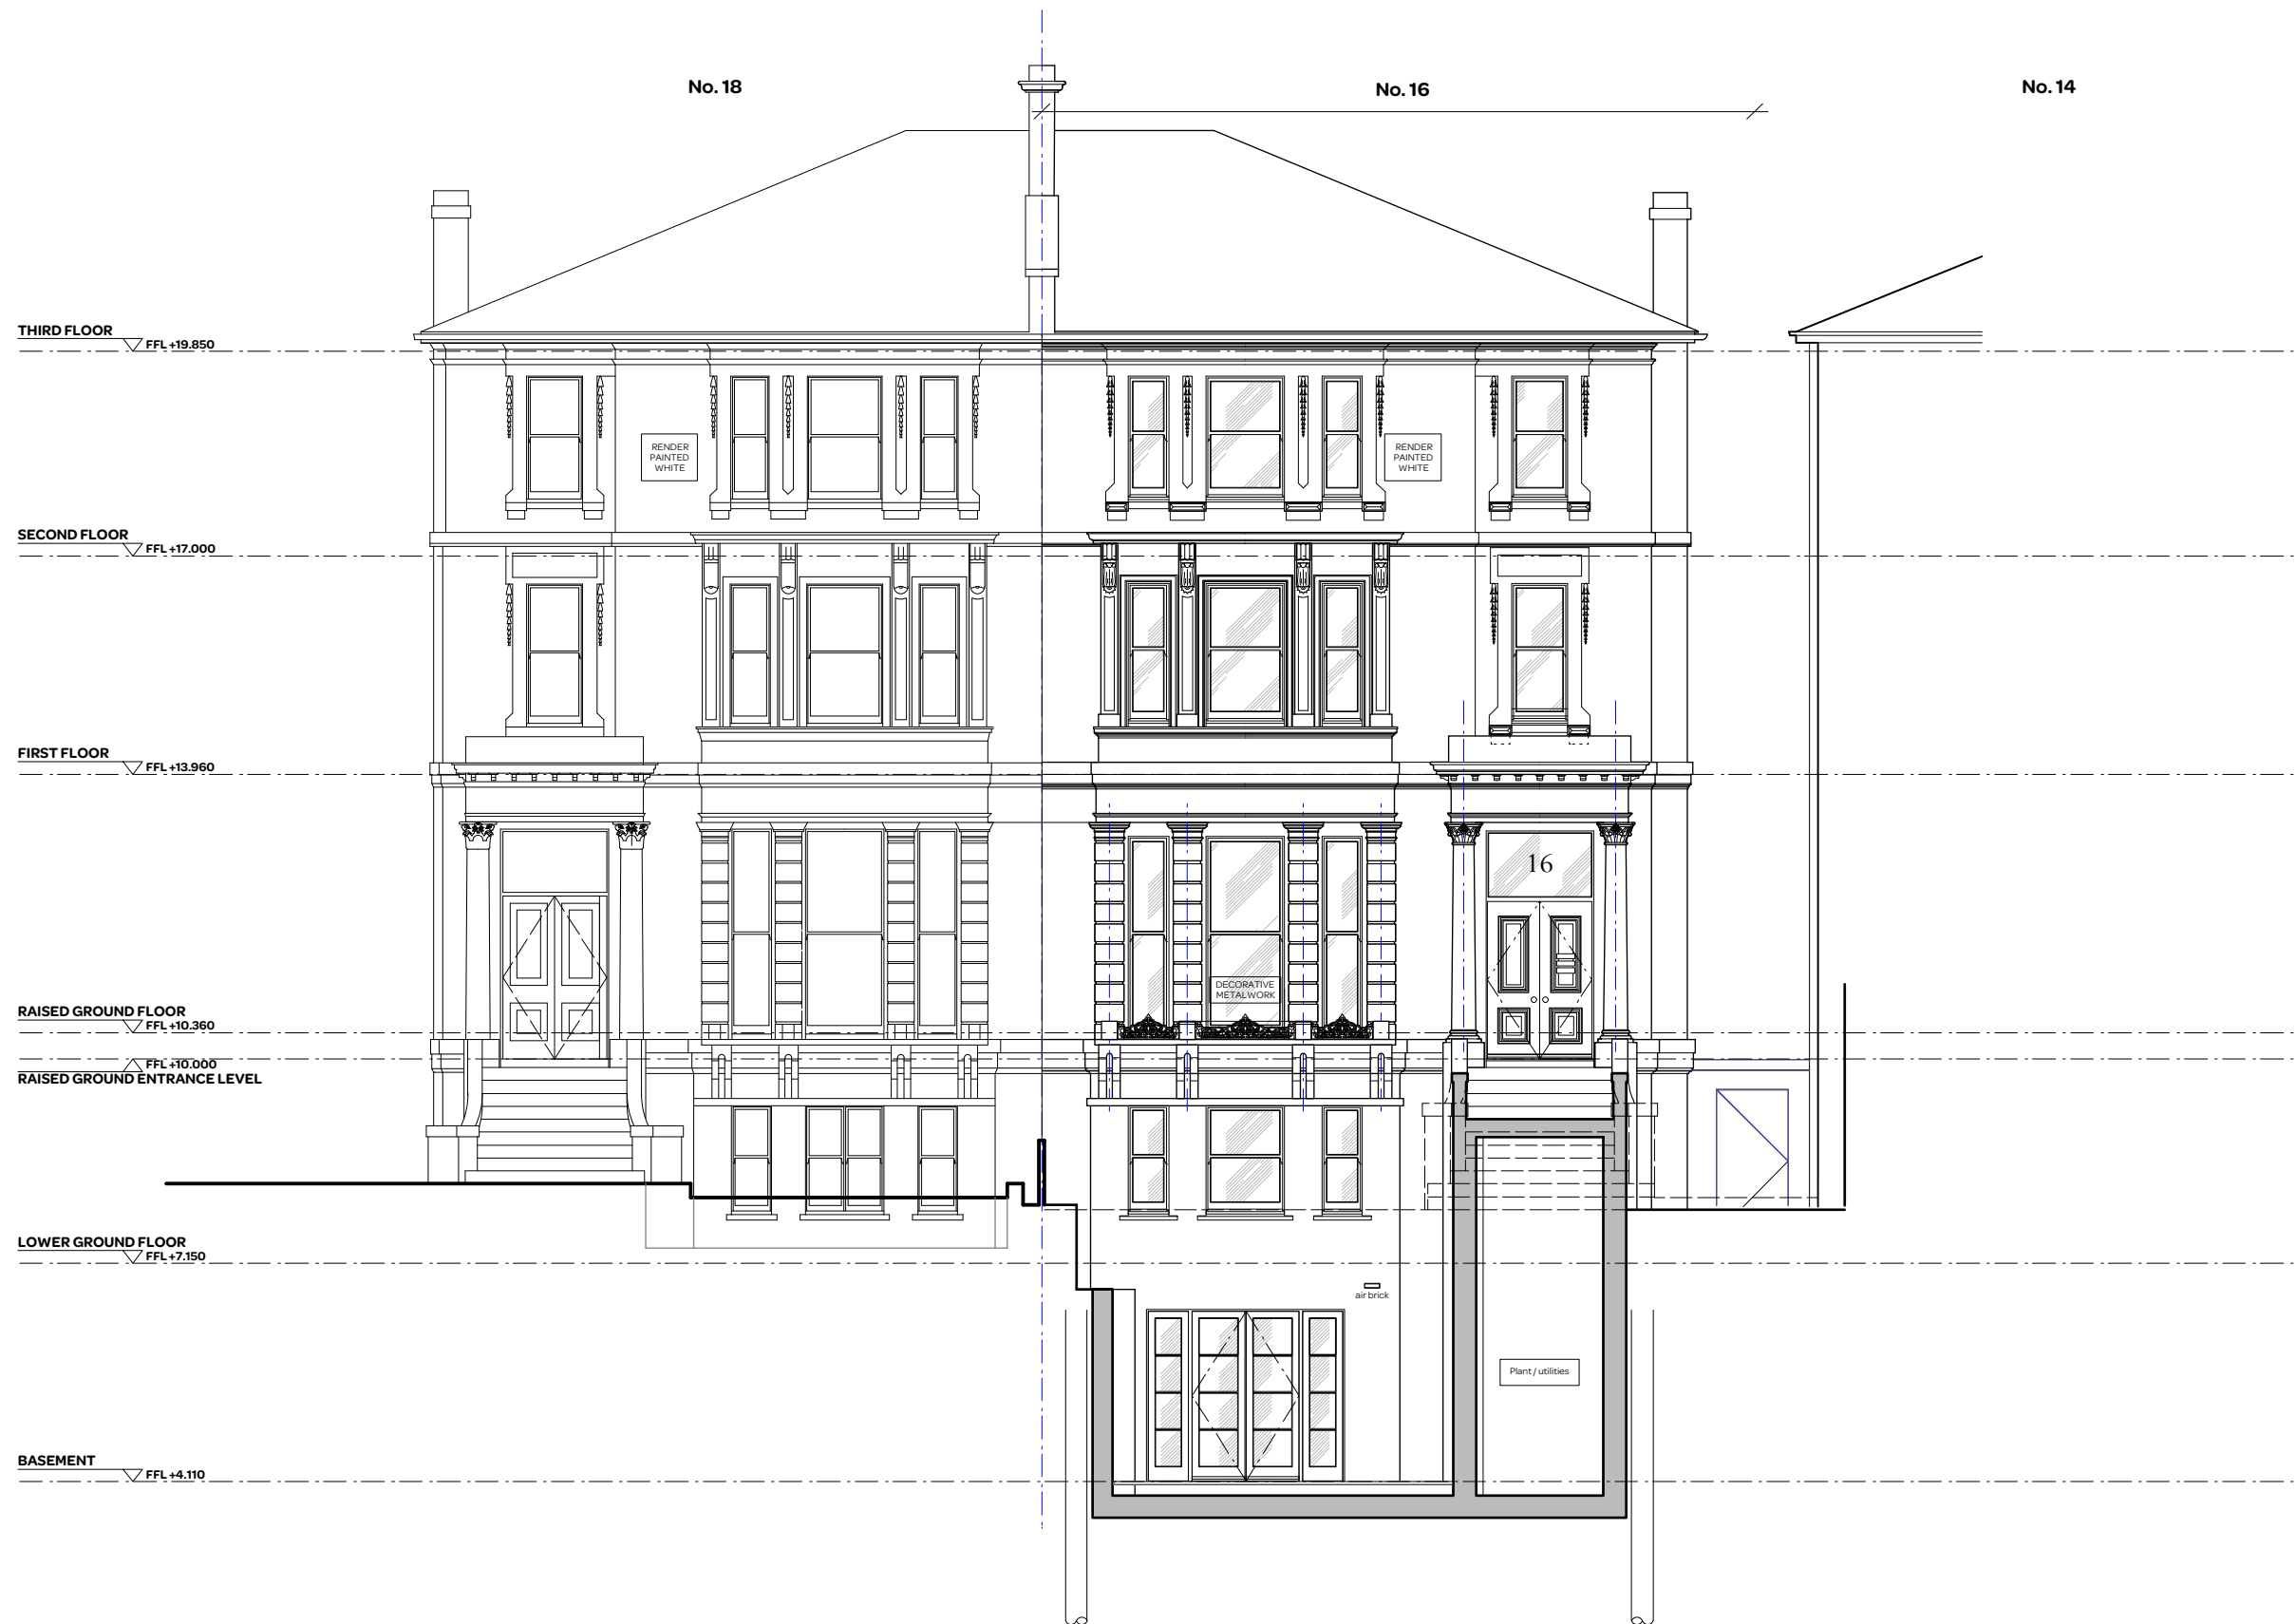 No. 18
No. 16
No. 14
THIRD FLOOR
FFL +19.850
RENDER
PAINTED
WHITE
RENDER
PAINTED
WHITE
SECOND FLOOR
FFL +17.000
FIRST FLOOR
FFL +13.960
16
DECORATIVE
METALWORK
RAISED GROUND FLOOR
FFL +10.360
FFL +10.000
RAISED GROUND ENTRANCE LEVEL
LOWER GROUND FLOOR
FFL +7.150
air brick
Plant / utilities
BASEMENT
FFL +4.110